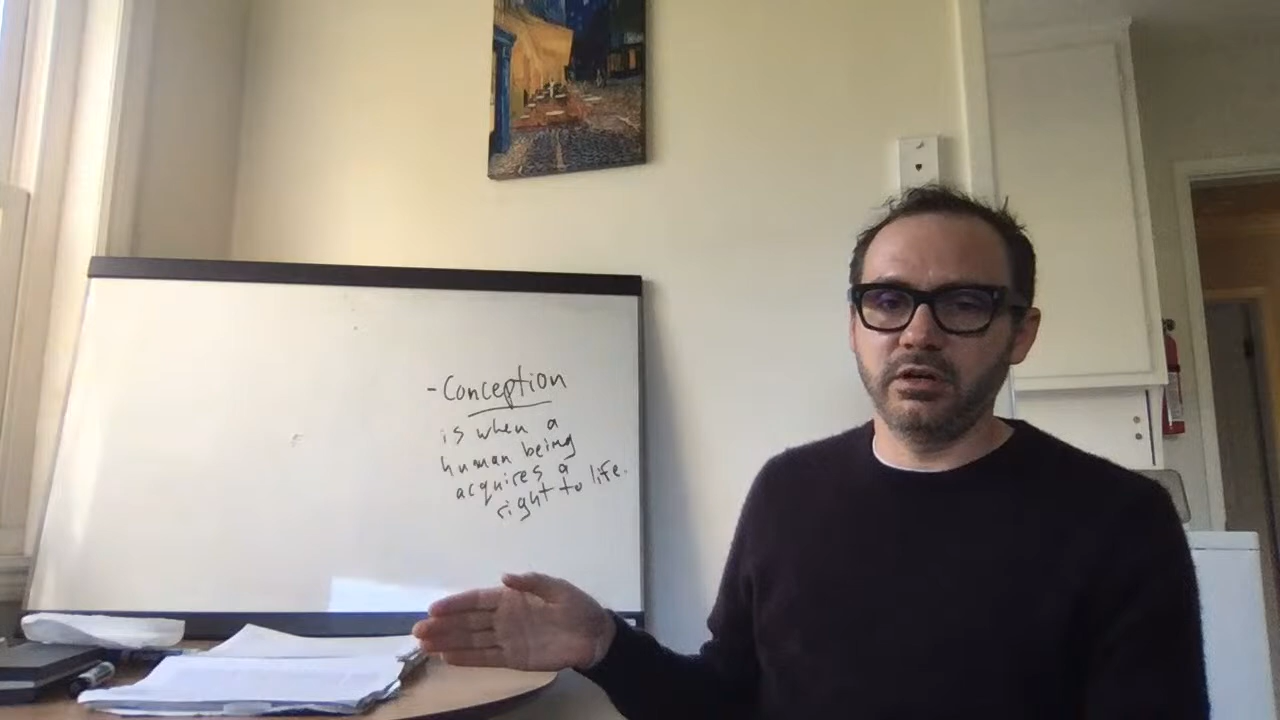 - Conception
is when a
human being
acquires a
right to life.